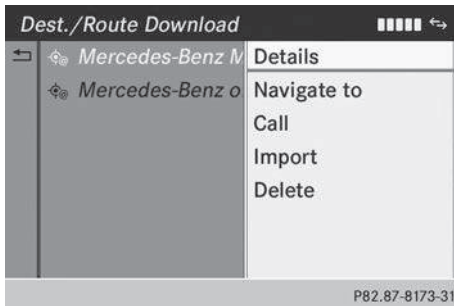 Dest./Route Download
Mercedes-Benz M
Mercedes-Benz o
Details
Navigate to
Call
Import
Delete
P82.87-8173-31